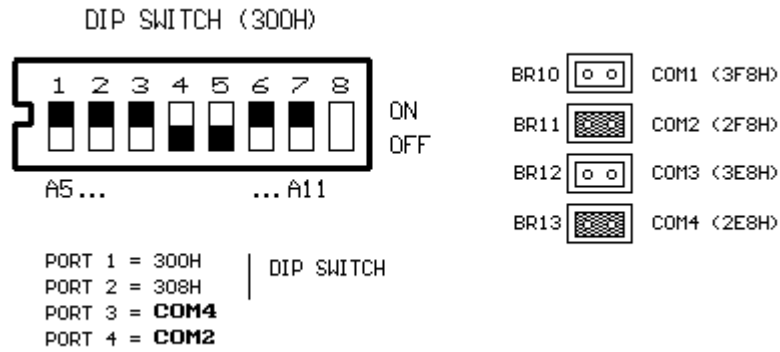 DIP SWITCH (300H)
1 2 3 4 5 6 7 8
ON
OFF
A5... ...A11
PORT 1 = 300H
PORT 2 = 308H
DIP SWITCH
PORT 3 = COM4
PORT 4 = COM2
BR10 COM1 (3F8H)
BR11 COM2 (2F8H)
BR12 COM3 (3E8H)
BR13 COM4 (2E8H)